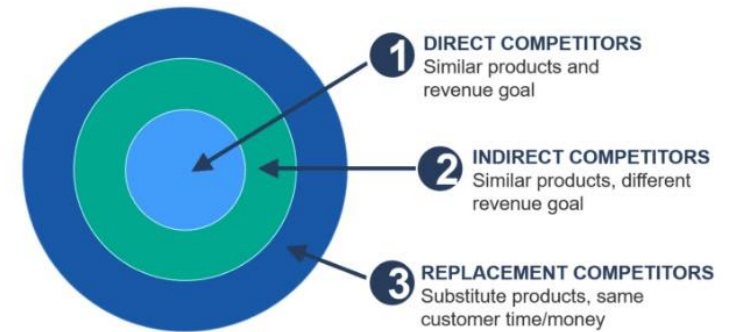 1 DIRECT COMPETITORS
Similar products and
revenue goal
2 INDIRECT COMPETITORS
Similar products, different
revenue goal
3 REPLACEMENT COMPETITORS
Substitute products, same
customer time/money